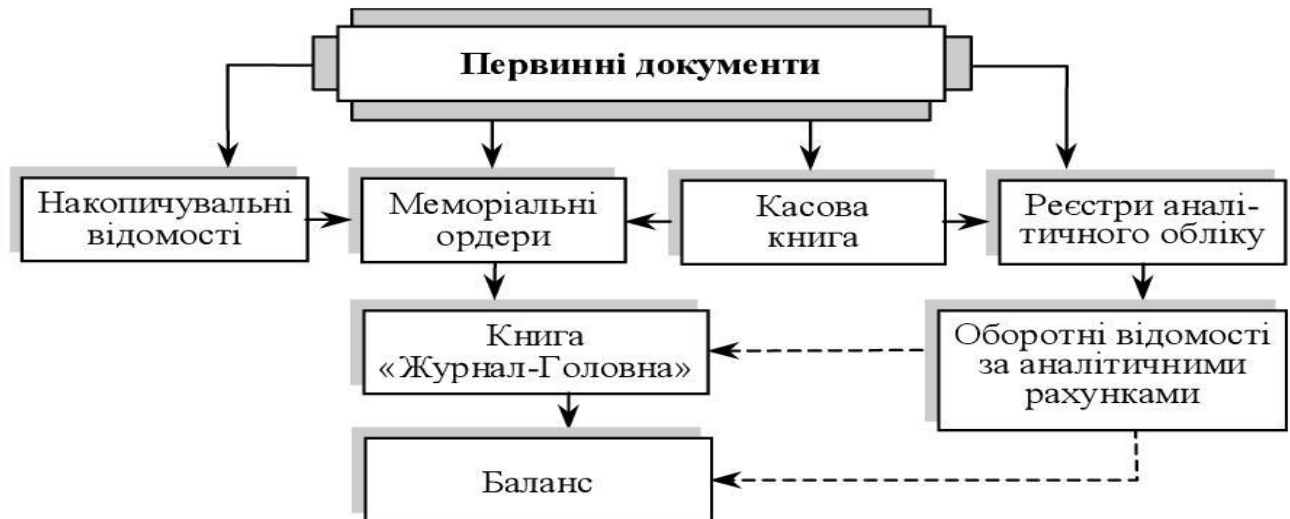 Первинні документи
Накопичувальні
відомості
Меморіальні
ордери
Касова
книга
Реєстри аналі-
тичного обліку
Книга
«Журнал-Головна»
Оборотні відомості
за аналітичними
рахунками
Баланс